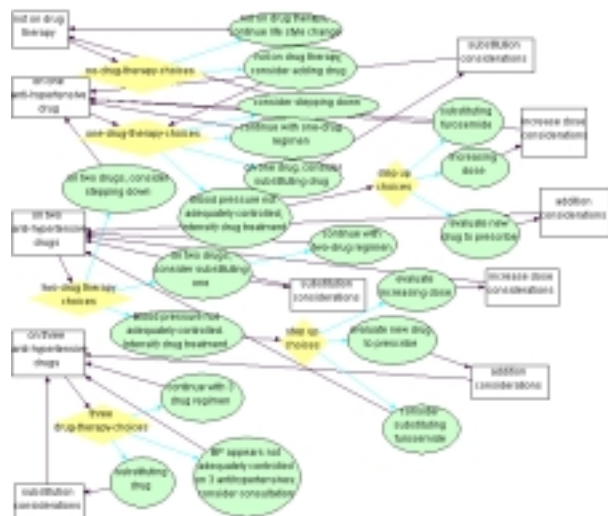 not on drug
therapy
not on drug therapy,
continue life style change
no-drug-therapy-choices
not on drug therapy,
consider adding drug
substitution
considerations
on one
anti-hypertensive
drug
consider stepping down
one-drug-therapy-choices
continue with one-drug
regimen
substituting
furosemide
increase dose
considerations
on one drug, consider
substituting drug
increasing
dose
step up
choices
on two drugs, consider
stepping down
blood pressure not
adequately controlled,
intensify drug treatment
addition
considerations
on two
anti-hypertensive
drugs
evaluate new
drug to prescribe
continue with
two-drug regimen
on two drugs,
consider substituting
one
two-drug therapy
choices
substitution
considerations
evaluate
increasing dose
increase dose
considerations
blood pressure not
adequately controlled,
intensify drug treatment
step up
choices
evaluate new drug
to prescribe
on three
anti-hypertensive
drugs
addition
considerations
continue with 3
drug regimen
three
drug-therapy-choices
consider
substituting
furosemide
BP appears not
adequately controlled
on 3 antihypertensives,
consider consultation
substituting
drug
substitution
considerations